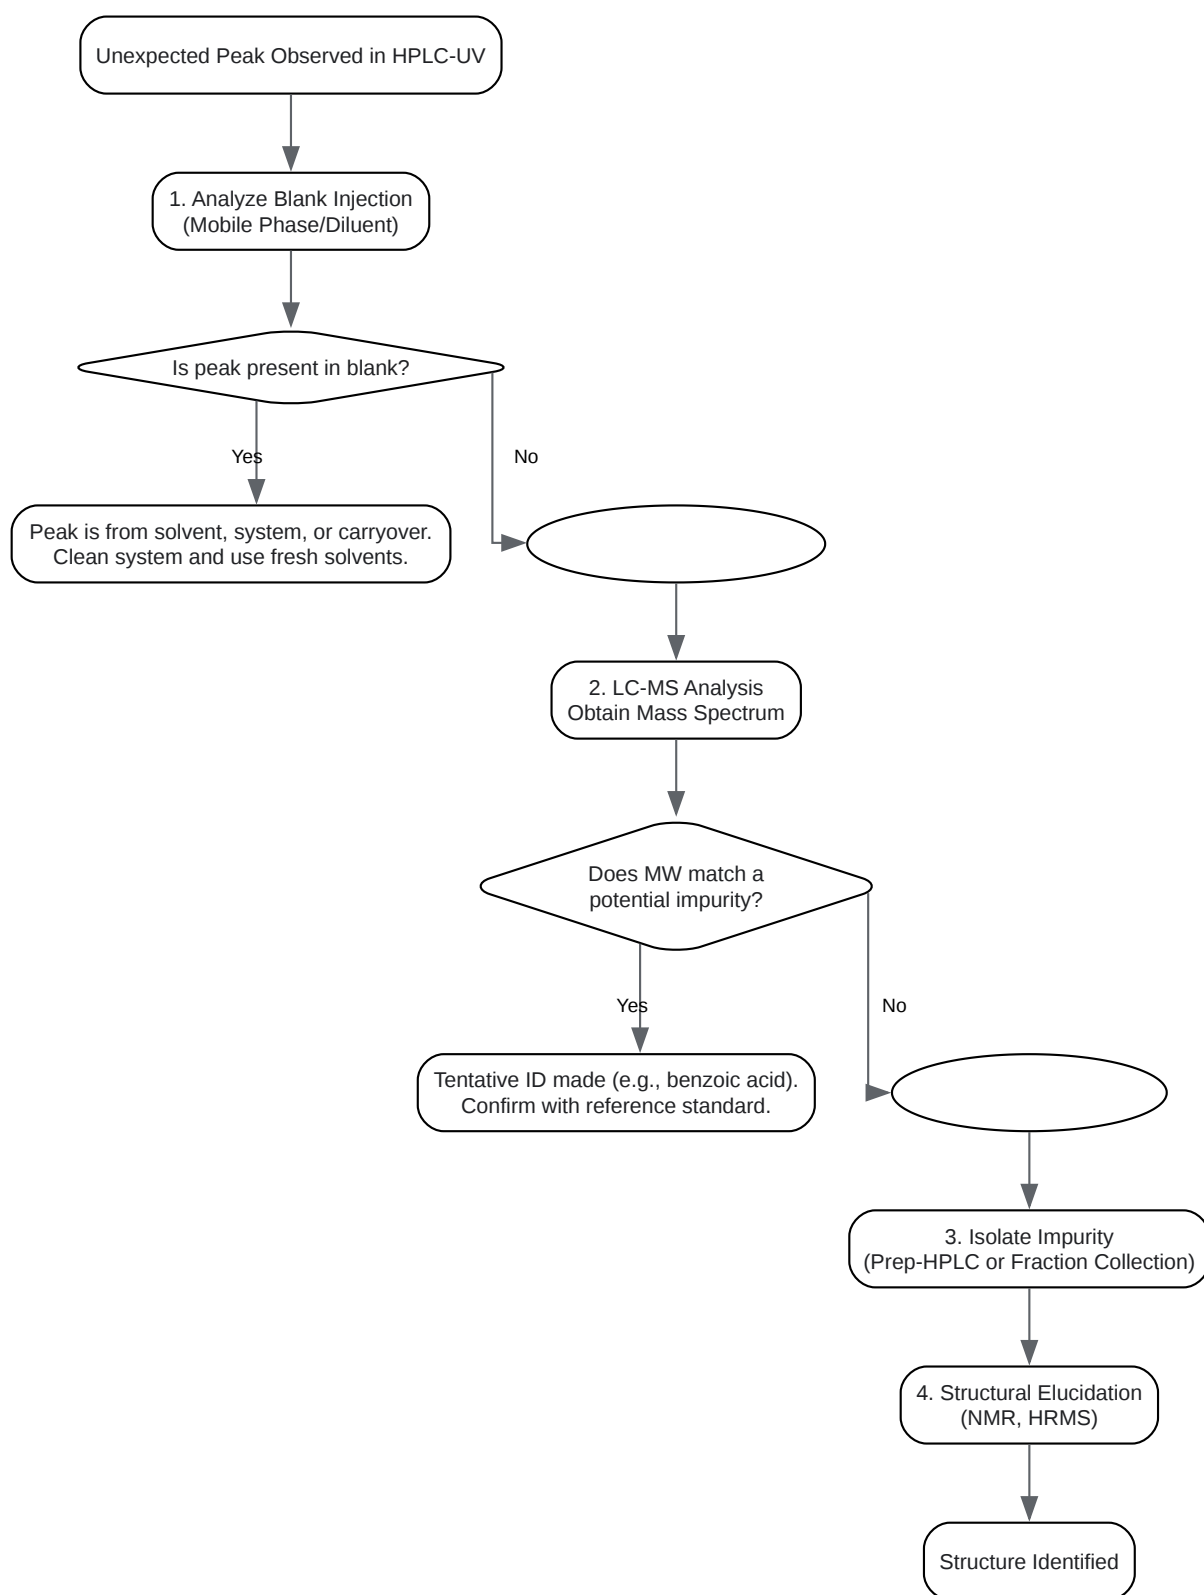 Unexpected Peak Observed in HPLC-UV
1. Analyze Blank Injection
(Mobile Phase/Diluent)
Is peak present in blank?
Yes
No
Peak is from solvent, system, or carryover.
Clean system and use fresh solvents.
2. LC-MS Analysis
Obtain Mass Spectrum
Does MW match a
potential impurity?
Yes
No
Tentative ID made (e.g., benzoic acid).
Confirm with reference standard.
3. Isolate Impurity
(Prep-HPLC or Fraction Collection)
4. Structural Elucidation
(NMR, HRMS)
Structure Identified